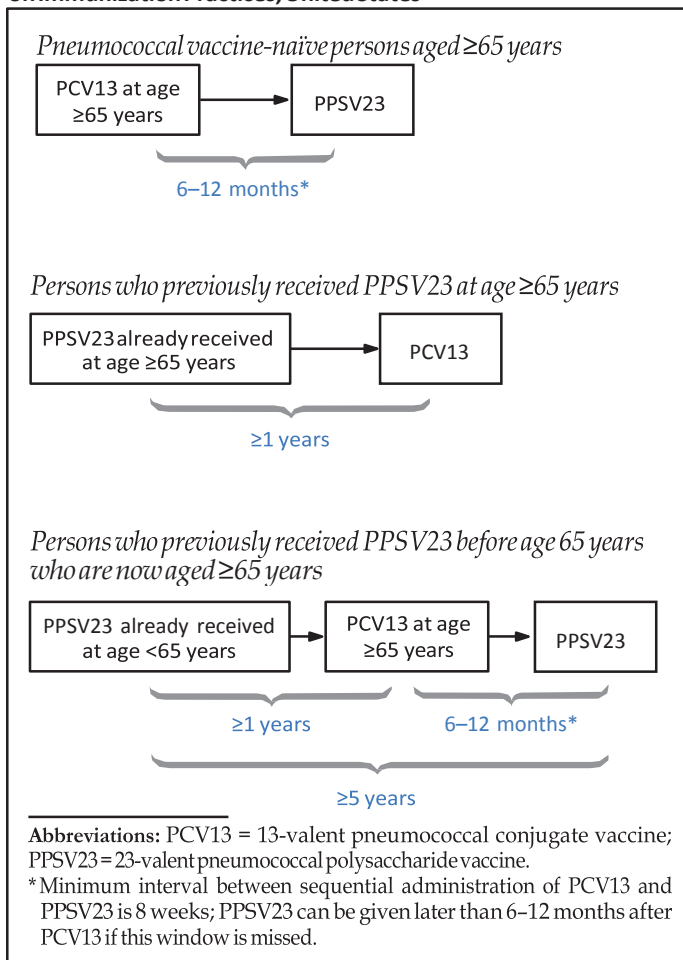 Pneumococcal vaccine-naïve persons aged ≥65 years
PCV13 at age
≥65 years
PPSV23
6–12 months*
Persons who previously received PPSV23 at age ≥65 years
PPSV23 already received
at age ≥65 years
PCV13
≥1 years
Persons who previously received PPSV23 before age 65 years
who are now aged ≥65 years
PPSV23 already received
at age <65 years
PCV13 at age
≥65 years
PPSV23
≥1 years
6–12 months*
≥5 years
Abbreviations: PCV13 = 13-valent pneumococcal conjugate vaccine;
PPSV23 = 23-valent pneumococcal polysaccharide vaccine.
* Minimum interval between sequential administration of PCV13 and
PPSV23 is 8 weeks; PPSV23 can be given later than 6–12 months after
PCV13 if this window is missed.